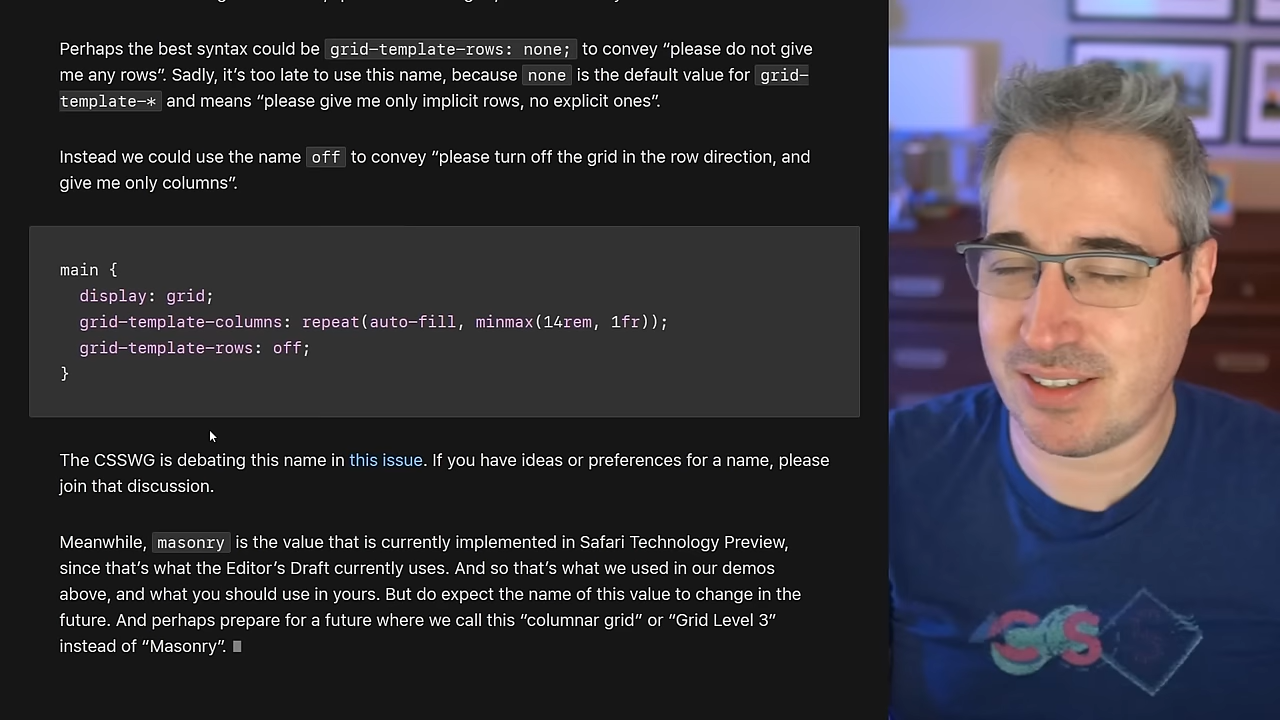 Perhaps the best syntax could be grid-template-rows: none; to convey “please do not give
me any rows”. Sadly, it’s too late to use this name, because none is the default value for grid-
template-* and means “please give me only implicit rows, no explicit ones”.
Instead we could use the name off to convey “please turn off the grid in the row direction, and
give me only columns”.
main {
display: grid;
grid-template-columns: repeat(auto-fill, minmax(14rem, 1fr));
grid-template-rows: off;
}
The CSSWG is debating this name in this issue. If you have ideas or preferences for a name, please
join that discussion.
Meanwhile, masonry is the value that is currently implemented in Safari Technology Preview,
since that’s what the Editor’s Draft currently uses. And so that’s what we used in our demos
above, and what you should use in yours. But do expect the name of this value to change in the
future. And perhaps prepare for a future where we call this “columnar grid” or “Grid Level 3”
instead of “Masonry”.
CSS